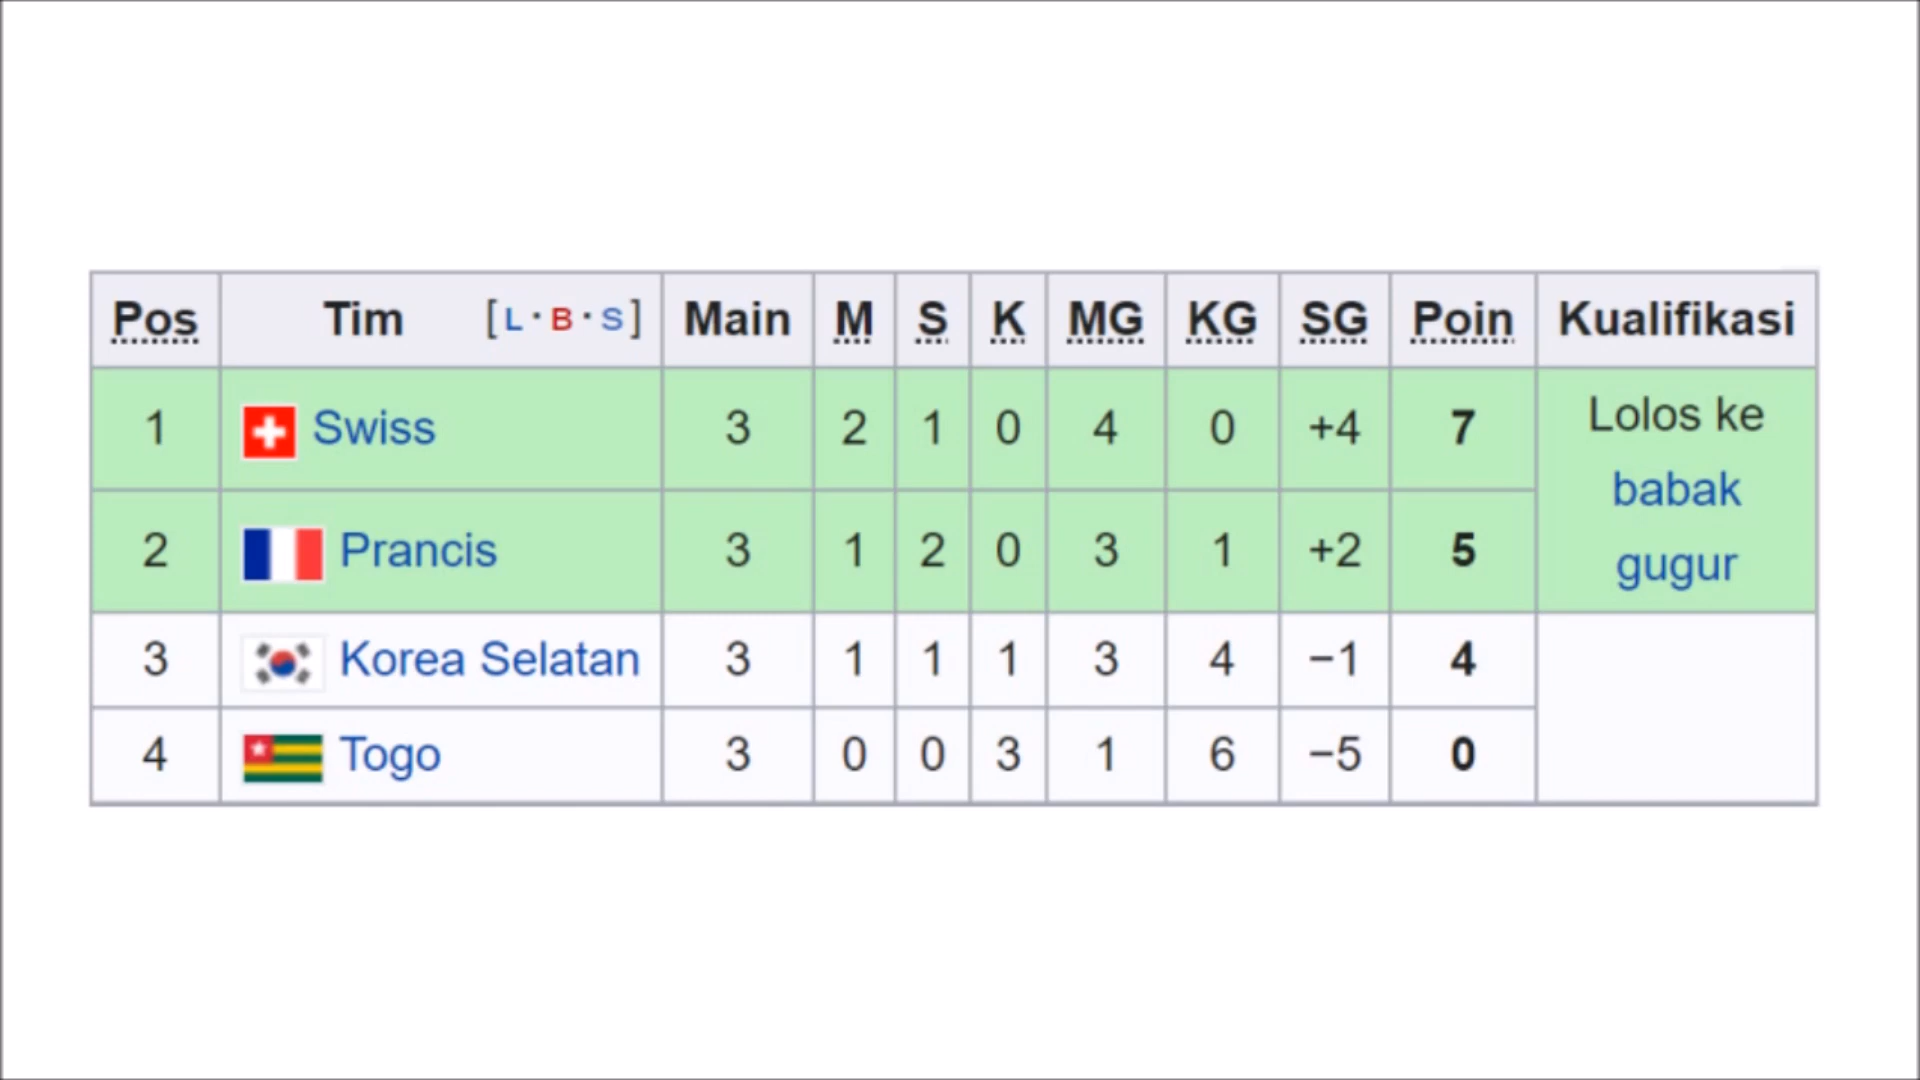 Pos Tim [L·B·S] Main M S K MG KG SG Poin Kualifikasi
1 Swiss 3 2 1 0 4 0 +4 7 Lolos ke
babak
gugur
2 Prancis 3 1 2 0 3 1 +2 5
3 Korea Selatan 3 1 1 1 3 4 −1 4
4 Togo 3 0 0 3 1 6 −5 0